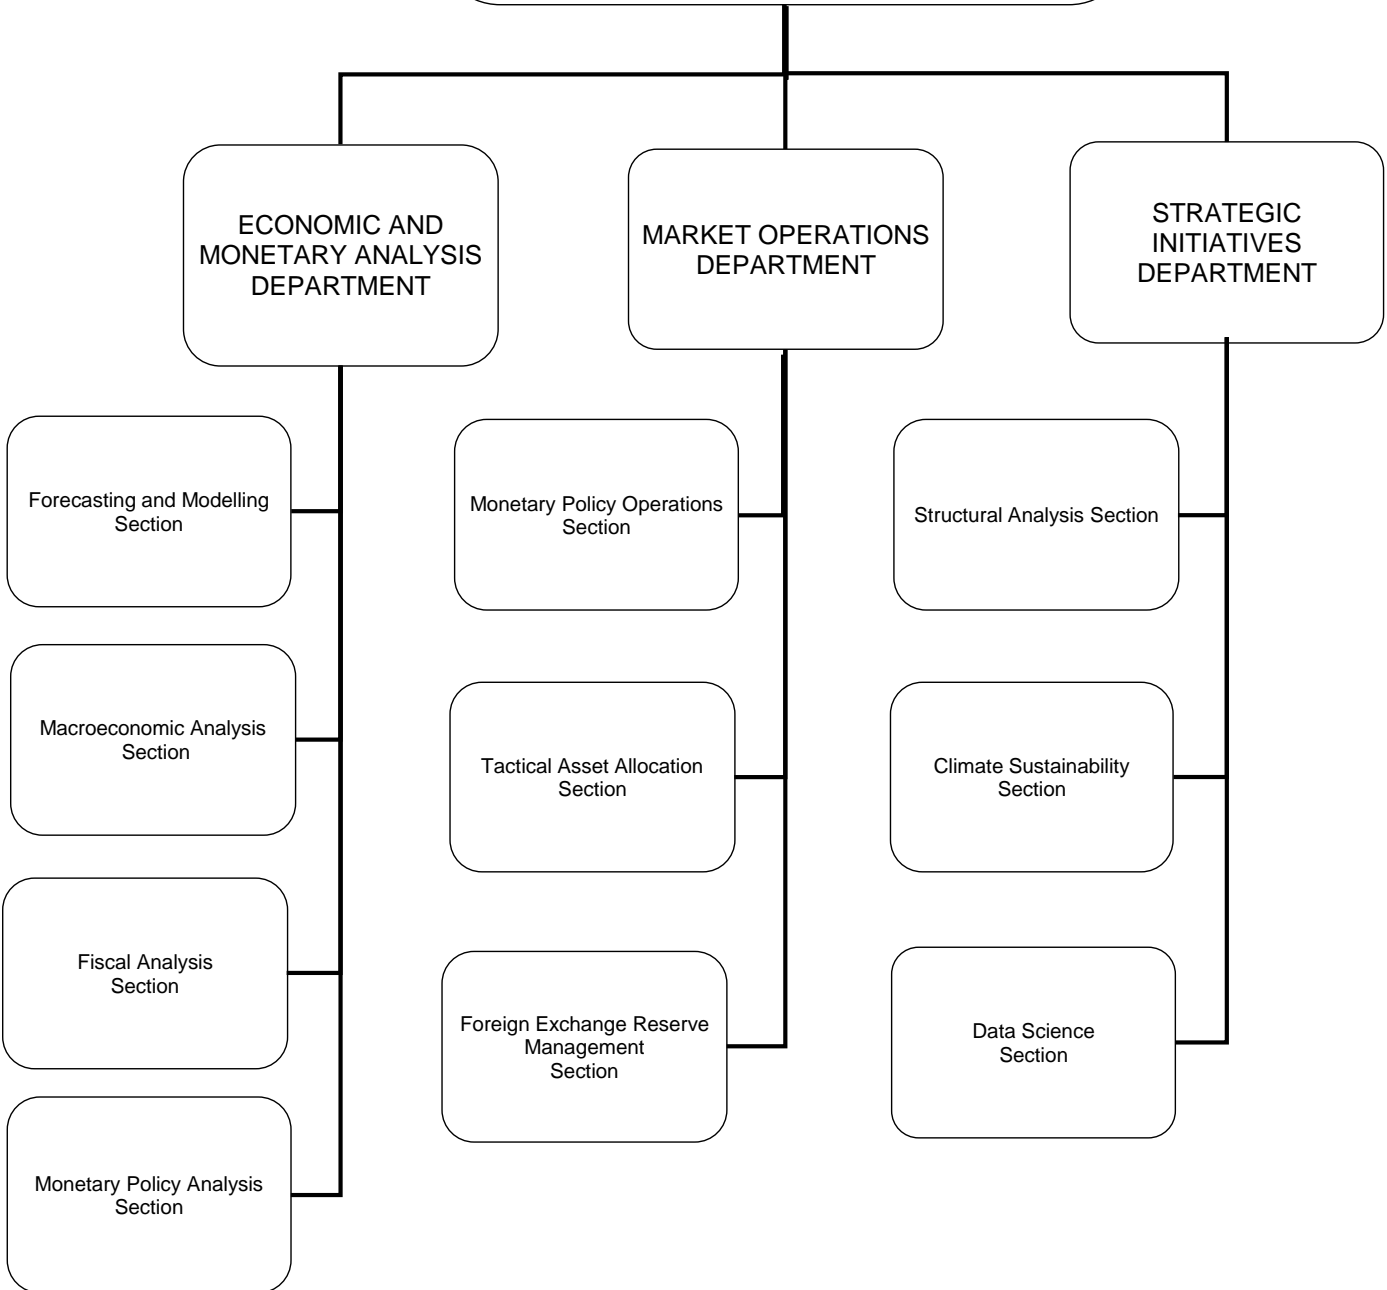 ECONOMIC AND
MONETARY ANALYSIS
DEPARTMENT
MARKET OPERATIONS
DEPARTMENT
STRATEGIC
INITIATIVES
DEPARTMENT
Forecasting and Modelling
Section
Monetary Policy Operations
Section
Structural Analysis Section
Macroeconomic Analysis
Section
Tactical Asset Allocation
Section
Climate Sustainability
Section
Fiscal Analysis
Section
Foreign Exchange Reserve
Management
Section
Data Science
Section
Monetary Policy Analysis
Section